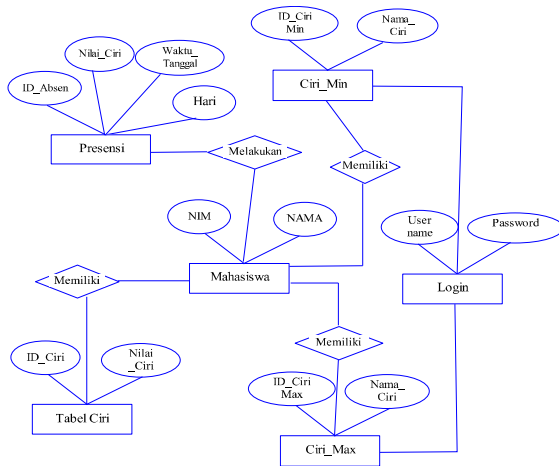 ID_Ciri
Min
Nama_
Ciri
Nilai_Ciri
Waktu_
Tanggal
ID_Absen
Hari
Ciri_Min
Presensi
Melakukan
Memiliki
NIM
NAMA
User
name
Password
Memiliki
Mahasiswa
Login
Memiliki
ID_Ciri
Nilai
_Ciri
ID_Ciri
Max
Nama_
Ciri
Tabel Ciri
Ciri_Max